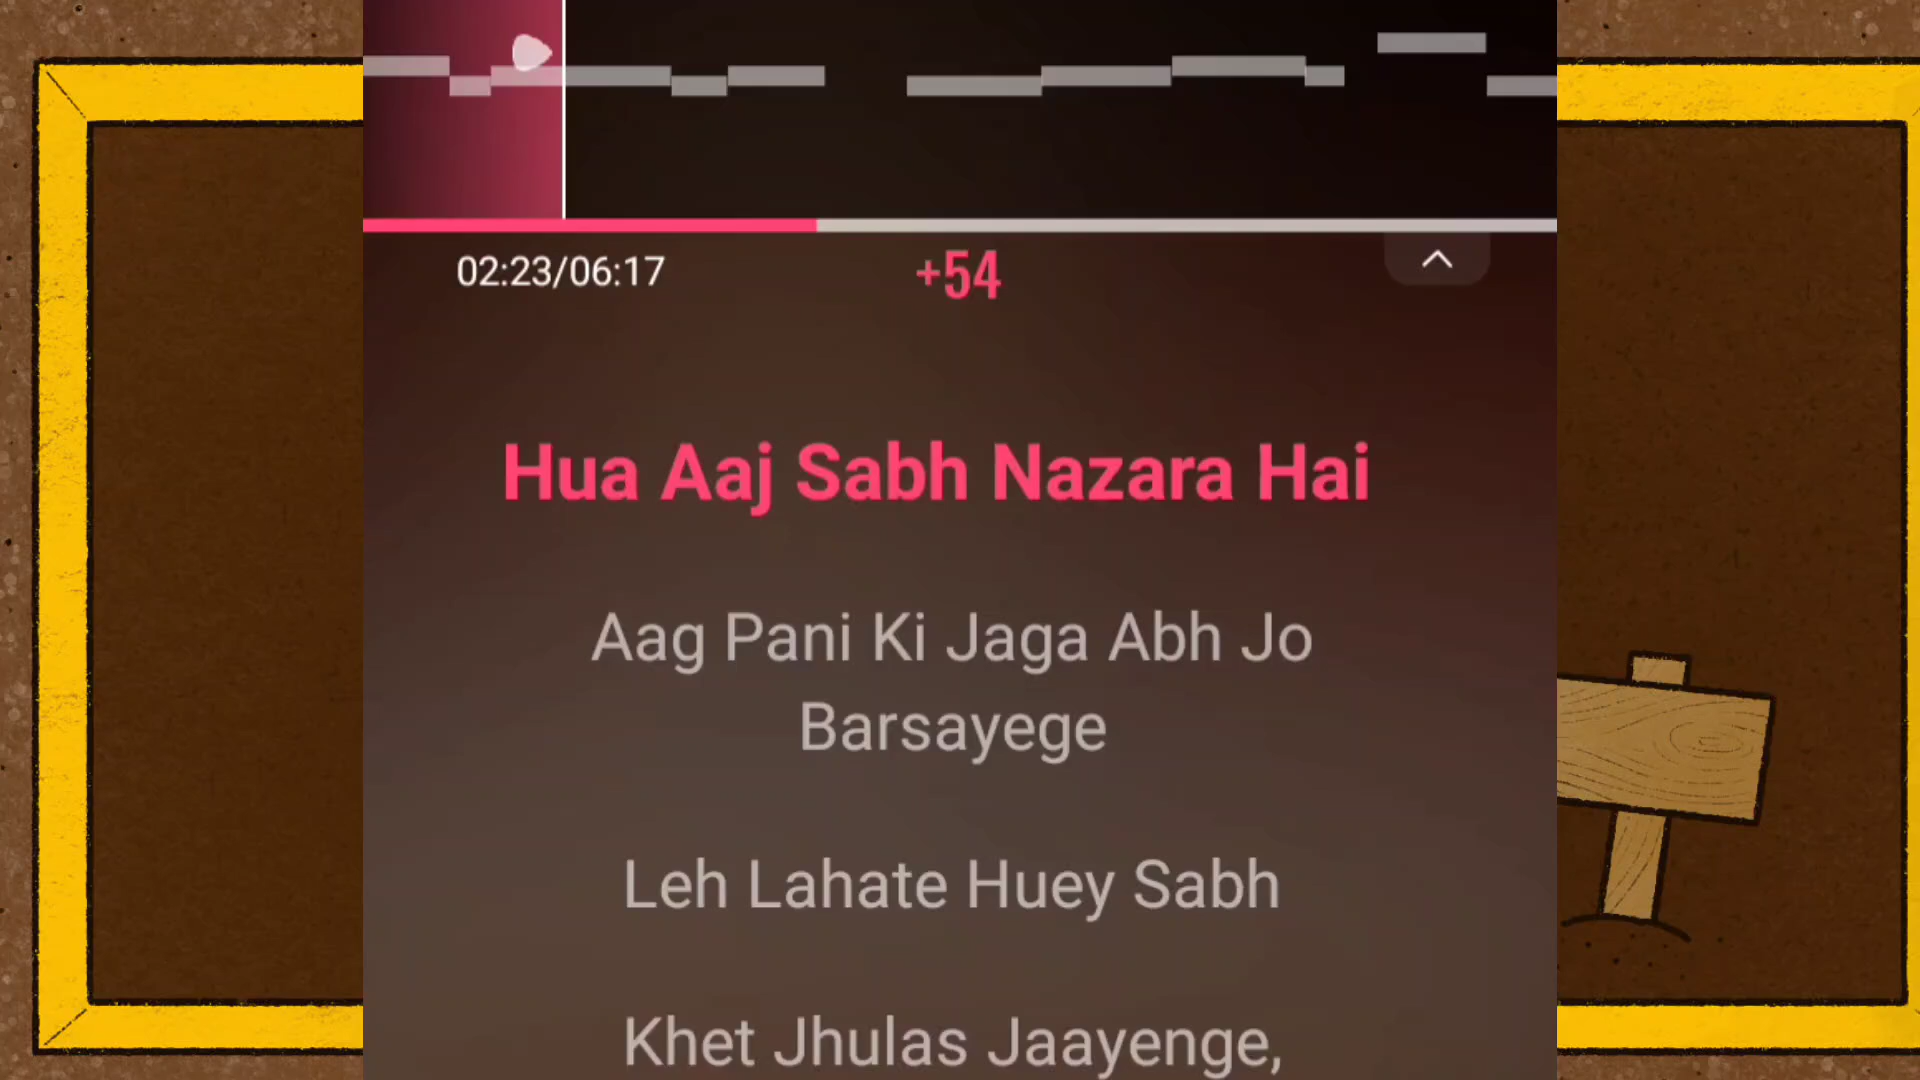 02:23/06:17
+54
Hua Aaj Sabh Nazara Hai
Aag Pani Ki Jaga Abh Jo
Barsayege
Leh Lahate Huey Sabh
Khet Jhulas Jaayenge,